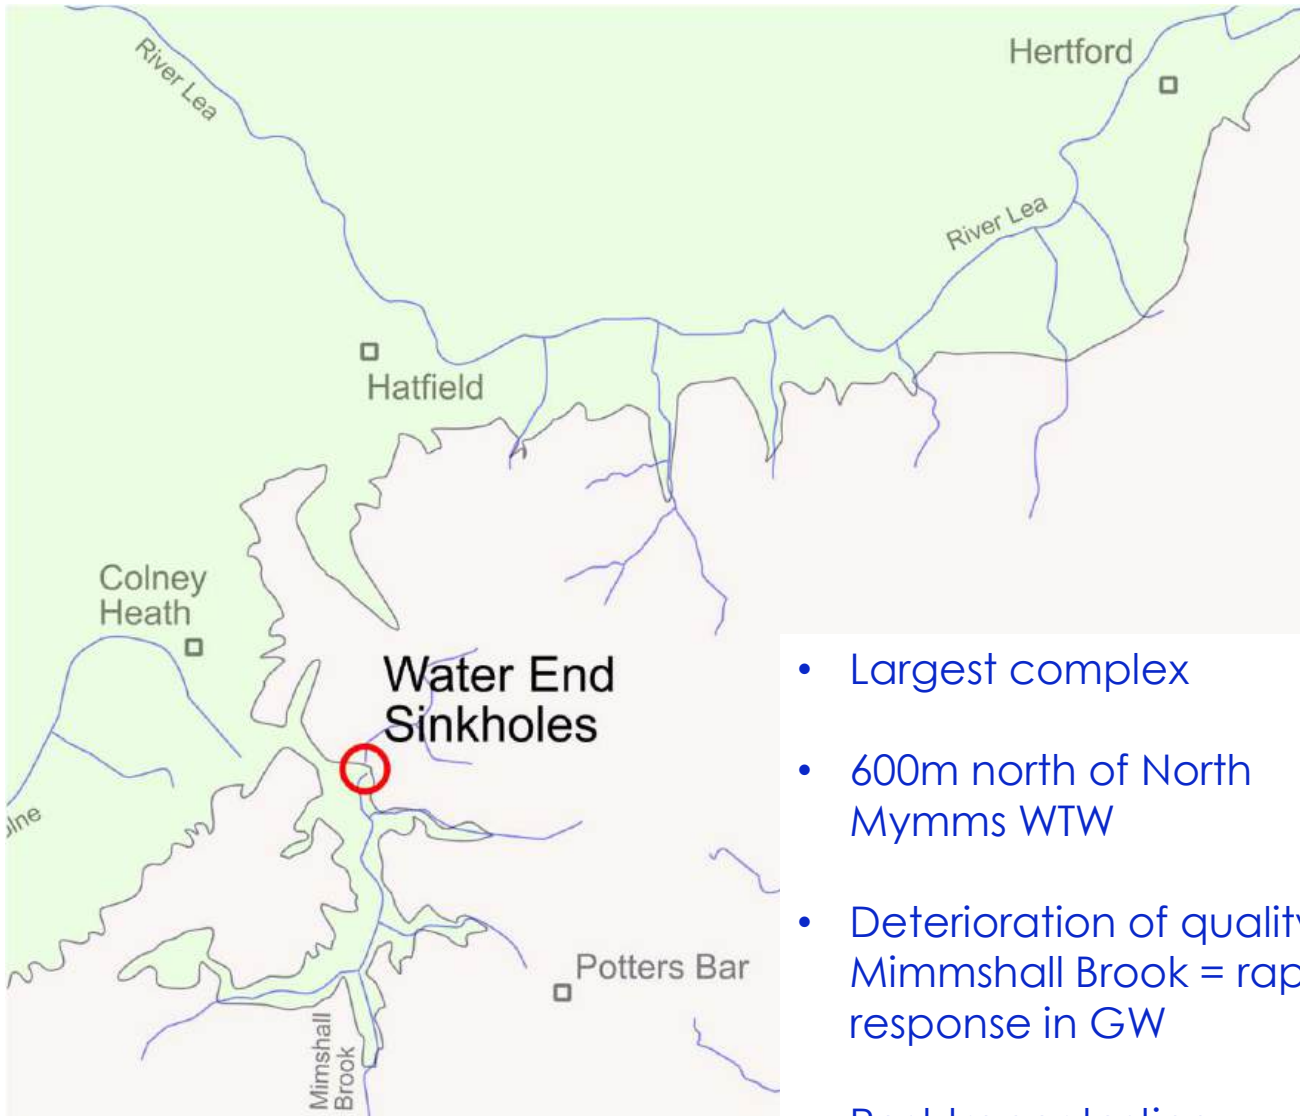 River Lea
Hertford
River Lea
Hatfield
Colney
Heath
Water End
Sinkholes
Potters Bar
Mimshall
Brook
• Largest complex
• 600m north of North
Mymms WTW
• Deterioration of quality
Mimmshall Brook = rap
response in GW